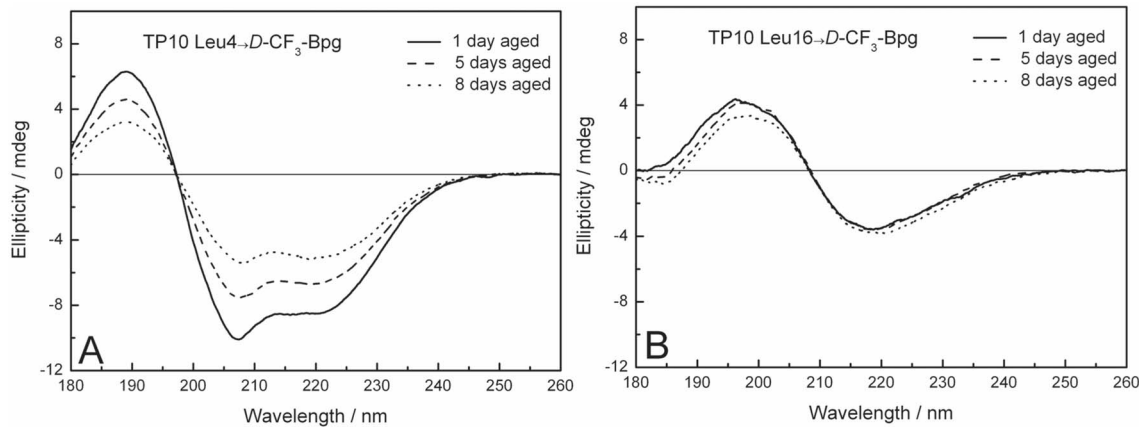 TP10 Leu4→D-CF3-Bpg
1 day aged
5 days aged
8 days aged
8
4
0
-4
-8
-12
Ellipticity / mdeg
A
180 190 200 210 220 230 240 250 260
Wavelength / nm
TP10 Leu16→D-CF3-Bpg
1 day aged
5 days aged
8 days aged
8
4
0
-4
-8
-12
Ellipticity / mdeg
B
180 190 200 210 220 230 240 250 260
Wavelength / nm